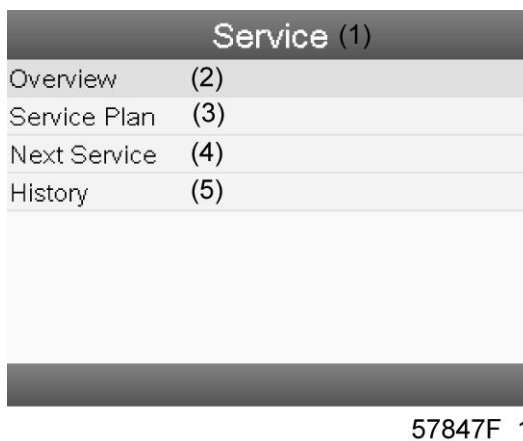 Service (1)
Overview (2)
Service Plan (3)
Next Service (4)
History (5)
57847F